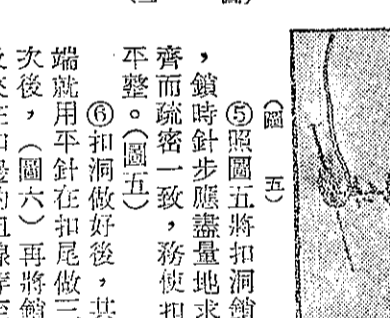 （圖五）
⑤照圖五將扣洞鎖
，鎖時針步應盡量地求
齊而疏密一致，務使扣
平整。（圖五）
⑥扣洞做好後，其
端就用平針在扣尾做三
次後，（圖六）再將鎖